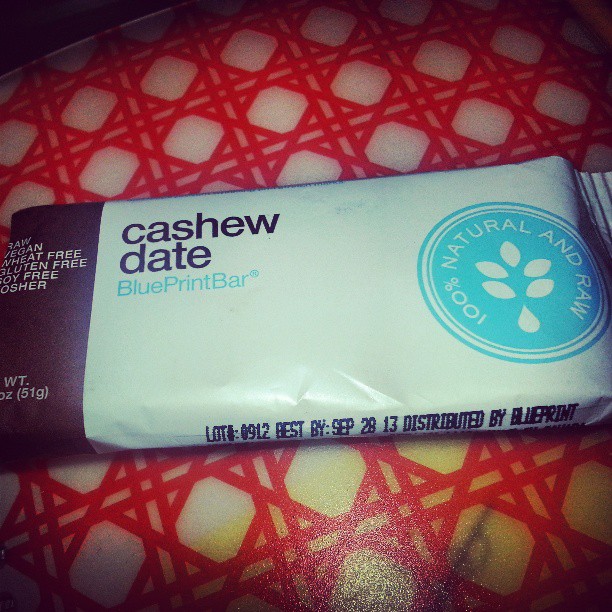 RAW
VEGAN
WHEAT FREE
GLUTEN FREE
SOY FREE
OSHER
WT.
oz (51g)
cashew
date
BluePrintBar®
100% NATURAL AND RAW
LOT#:0912 BEST BY:SEP 28 13 DISTRIBUTED BY BLUEPRINT